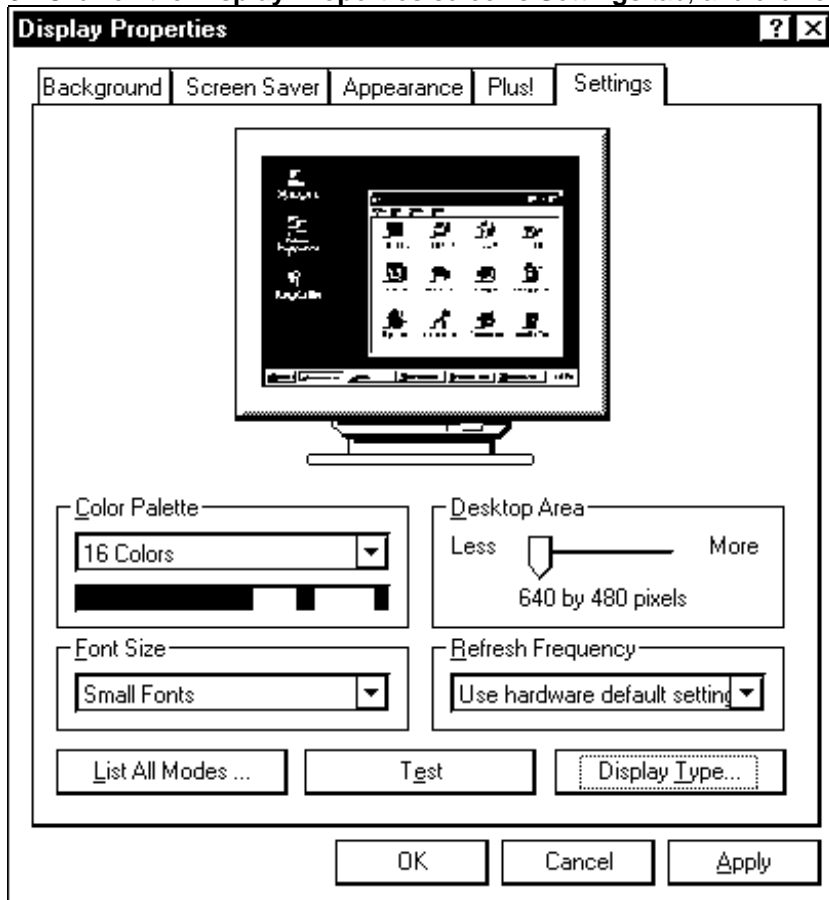 Display Properties
Background Screen Saver Appearance Plus! Settings
Color Palette
16 Colors
Desktop Area
Less More
640 by 480 pixels
Font Size
Small Fonts
Refresh Frequency
Use hardware default setting
List All Modes ... Test Display Type...
OK Cancel Apply